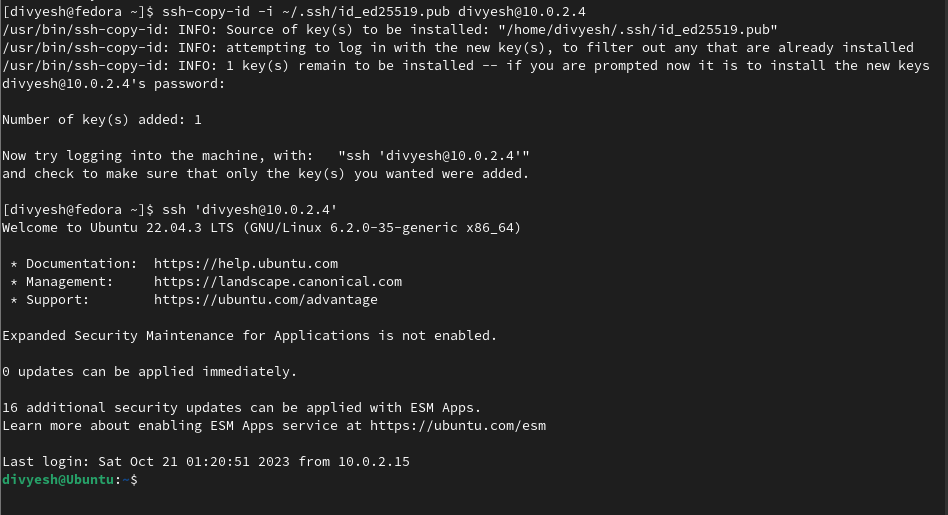 [divyesh@fedora ~]$ ssh-copy-id -i ~/.ssh/id_ed25519.pub divyesh@10.0.2.4
/usr/bin/ssh-copy-id: INFO: Source of key(s) to be installed: "/home/divyesh/.ssh/id_ed25519.pub"
/usr/bin/ssh-copy-id: INFO: attempting to log in with the new key(s), to filter out any that are already installed
/usr/bin/ssh-copy-id: INFO: 1 key(s) remain to be installed -- if you are prompted now it is to install the new keys
divyesh@10.0.2.4's password:
Number of key(s) added: 1
Now try logging into the machine, with:   "ssh 'divyesh@10.0.2.4'"
and check to make sure that only the key(s) you wanted were added.
[divyesh@fedora ~]$ ssh 'divyesh@10.0.2.4'
Welcome to Ubuntu 22.04.3 LTS (GNU/Linux 6.2.0-35-generic x86_64)
 * Documentation:  https://help.ubuntu.com
 * Management:     https://landscape.canonical.com
 * Support:        https://ubuntu.com/advantage
Expanded Security Maintenance for Applications is not enabled.
0 updates can be applied immediately.
16 additional security updates can be applied with ESM Apps.
Learn more about enabling ESM Apps service at https://ubuntu.com/esm
Last login: Sat Oct 21 01:20:51 2023 from 10.0.2.15
divyesh@Ubuntu:~$